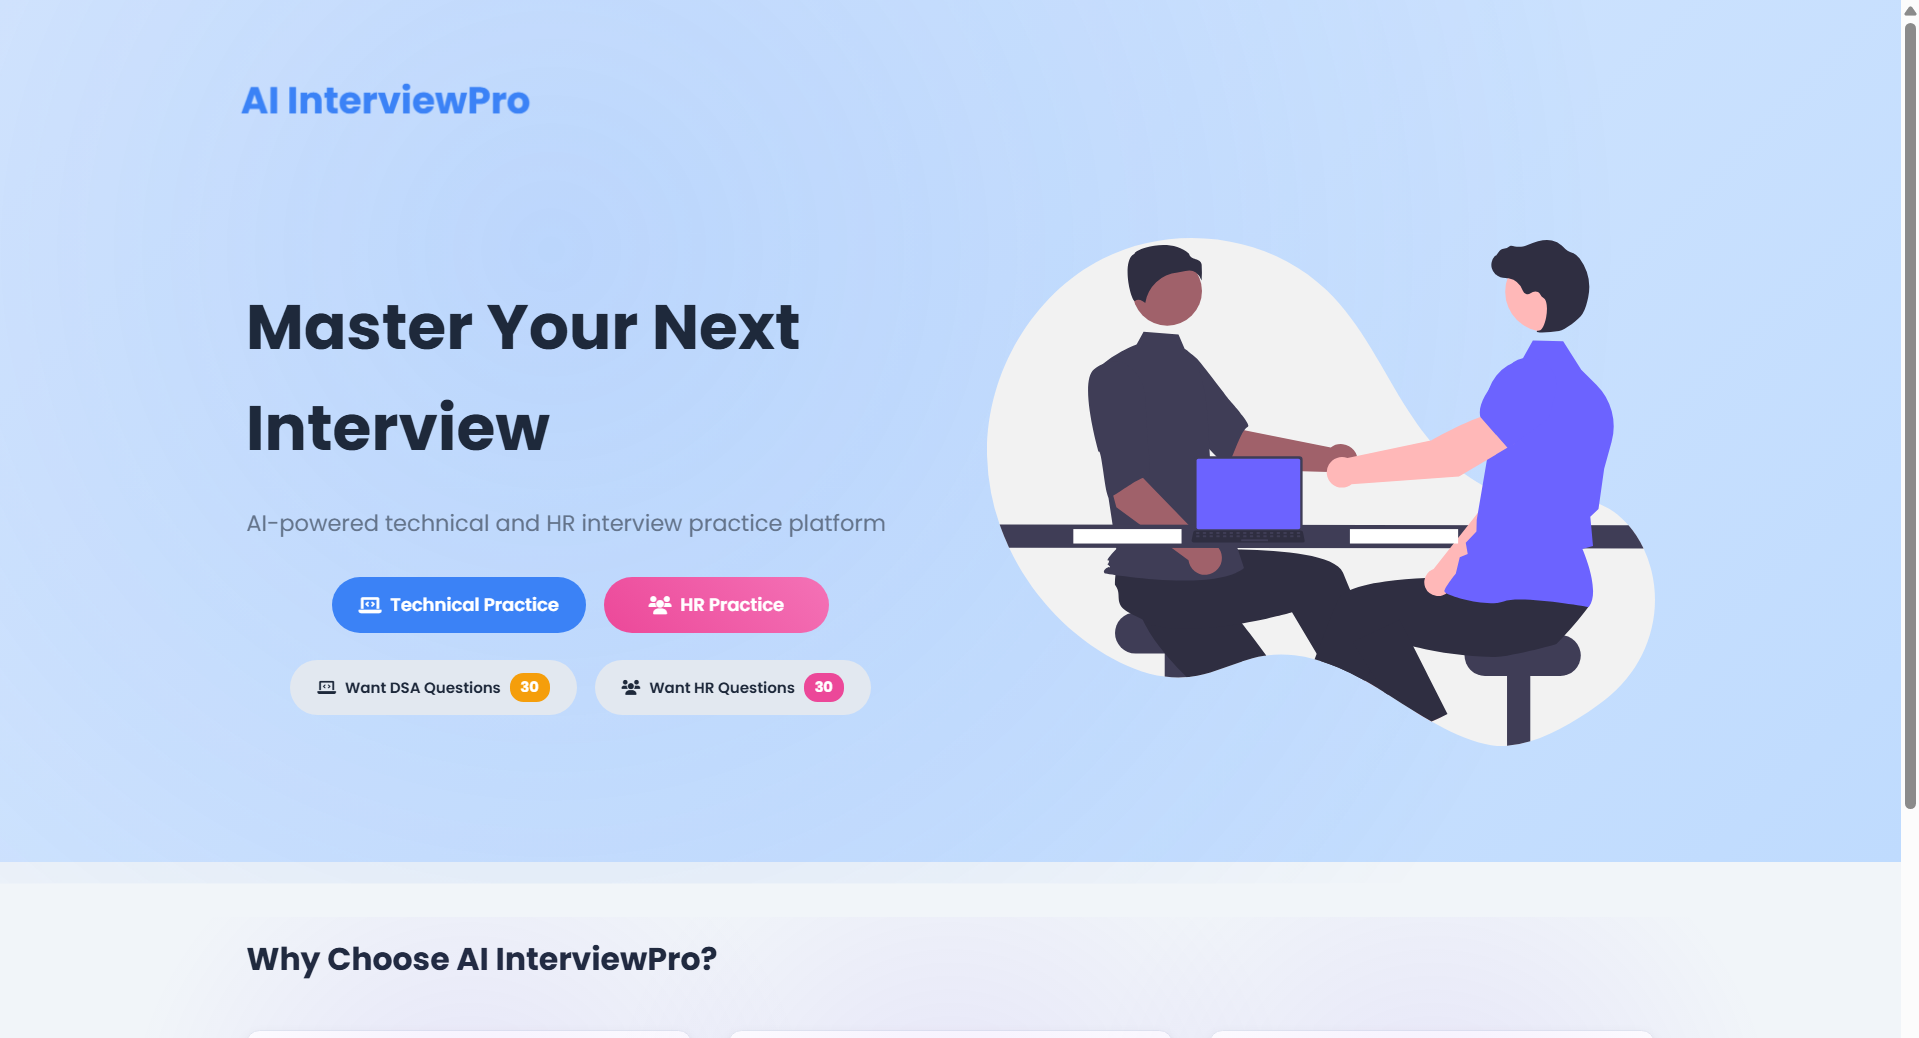 AI InterviewPro
Master Your Next
Interview
AI-powered technical and HR interview practice platform
Technical Practice
HR Practice
Want DSA Questions 30
Want HR Questions 30
Why Choose AI InterviewPro?